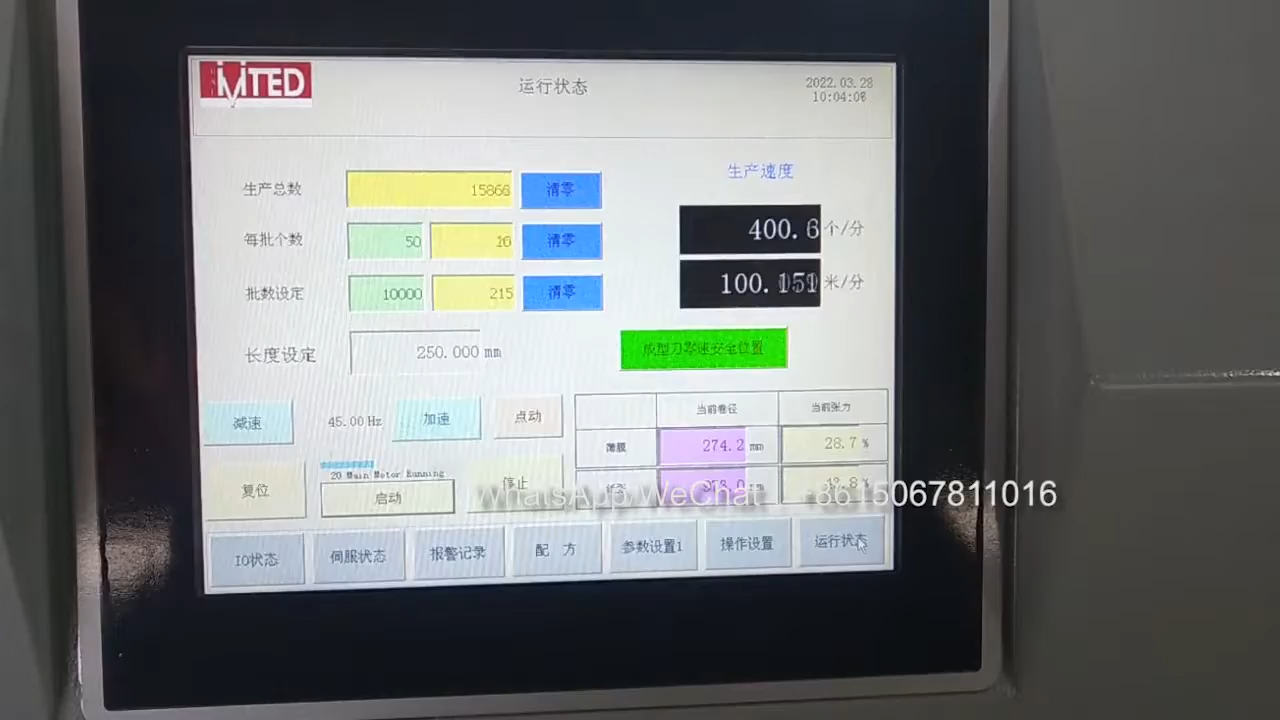 MTED
运行状态
2022.03.28
10:04:08
生产总数 15866 清零
生产速度
每批个数 50 16 清零
400.6 个/分
批数设定 10000 215 清零
100. 米/分
长度设定 250.000 mm
成型刀零速安全位置
减速 45.00 Hz 加速 点动
当前卷径 当前张力
薄膜 274.2 mm 28.7 %
20 Main Motor Running
复位 启动 停止
WhatsApp/WeChat +8615067811016
IO状态 伺服状态 报警记录 配 方 参数设置1 操作设置 运行状态